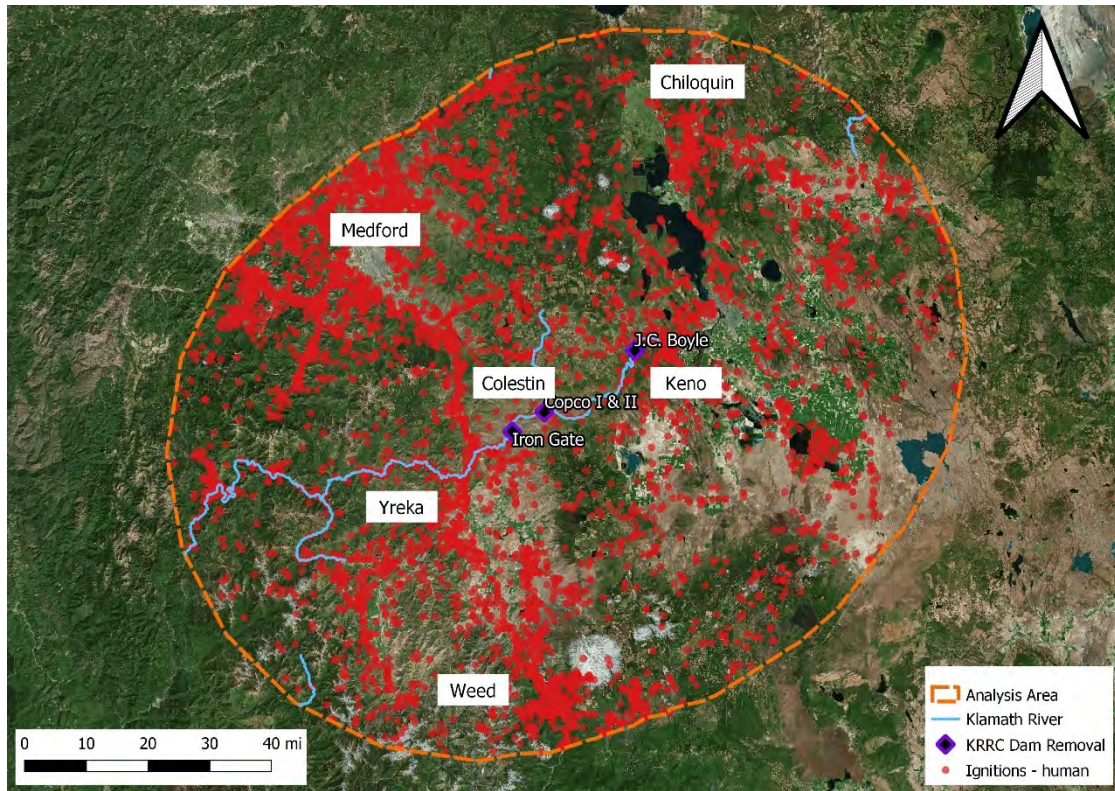 Chiloquin
Medford
J.C. Boyle
Colestin
Keno
Copco I & II
Iron Gate
Yreka
Weed
0 10 20 30 40 mi
Analysis Area
Klamath River
KRRC Dam Removal
Ignitions - human